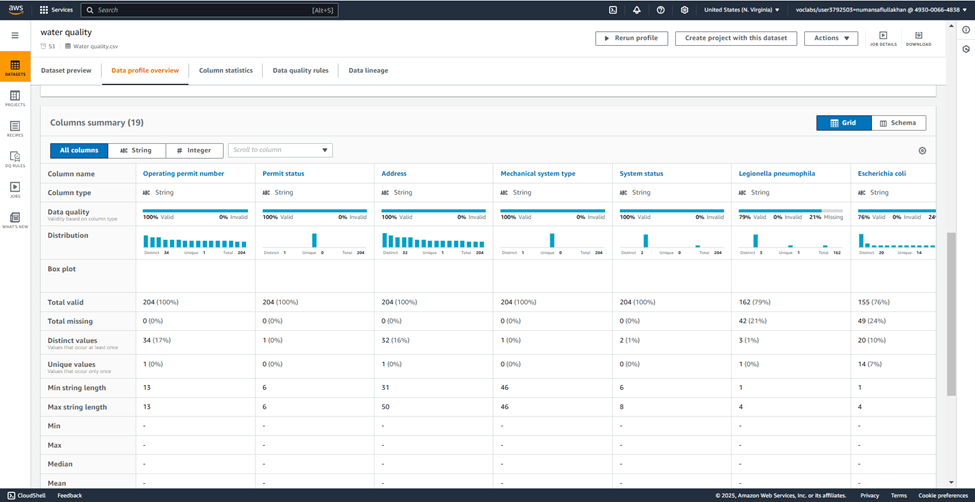 aws
Services
Search
[Alt+S]
United States (N. Virginia)
voclabs/user3792503=numansafiullakhan @ 4930-0066-4838
water quality
S3
Water quality.csv
Rerun profile
Create project with this dataset
Actions
JOB DETAILS
DOWNLOAD
DATASETS
PROJECTS
RECIPES
DQ RULES
JOBS
WHAT'S NEW
Dataset preview
Data profile overview
Column statistics
Data quality rules
Data lineage
Columns summary (19)
Grid
Schema
All columns
ABC String
# Integer
Scroll to column
Column name Operating permit number Permit status Address Mechanical system type System status Legionella pneumophila Escherichia coli
Column type ABC String ABC String ABC String ABC String ABC String ABC String ABC String
Data quality
Validity based on column type
100% Valid 0% Invalid 100% Valid 0% Invalid 100% Valid 0% Invalid 100% Valid 0% Invalid 100% Valid 0% Invalid 79% Valid 0% Invalid 21% Missing 76% Valid 0% Invalid 24%
Distribution
Distinct 34 Unique 1 Total 204 Distinct 1 Unique 0 Total 204 Distinct 32 Unique 1 Total 204 Distinct 1 Unique 0 Total 204 Distinct 2 Unique 0 Total 204 Distinct 3 Unique 1 Total 162 Distinct 20 Unique 14
Box plot
Total valid 204 (100%) 204 (100%) 204 (100%) 204 (100%) 204 (100%) 162 (79%) 155 (76%)
Total missing 0 (0%) 0 (0%) 0 (0%) 0 (0%) 0 (0%) 42 (21%) 49 (24%)
Distinct values 34 (17%) 1 (0%) 32 (16%) 1 (0%) 2 (1%) 3 (1%) 20 (10%)
Values that occur at least once
Unique values 1 (0%) 0 (0%) 1 (0%) 0 (0%) 0 (0%) 1 (0%) 14 (7%)
Values that occur only once
Min string length 13 6 31 46 6 1 1
Max string length 13 6 50 46 8 4 4
Min - - - - - - -
Max - - - - - - -
Median - - - - - - -
Mean - - - - - - -
CloudShell
Feedback
© 2025, Amazon Web Services, Inc. or its affiliates.
Privacy
Terms
Cookie preferences